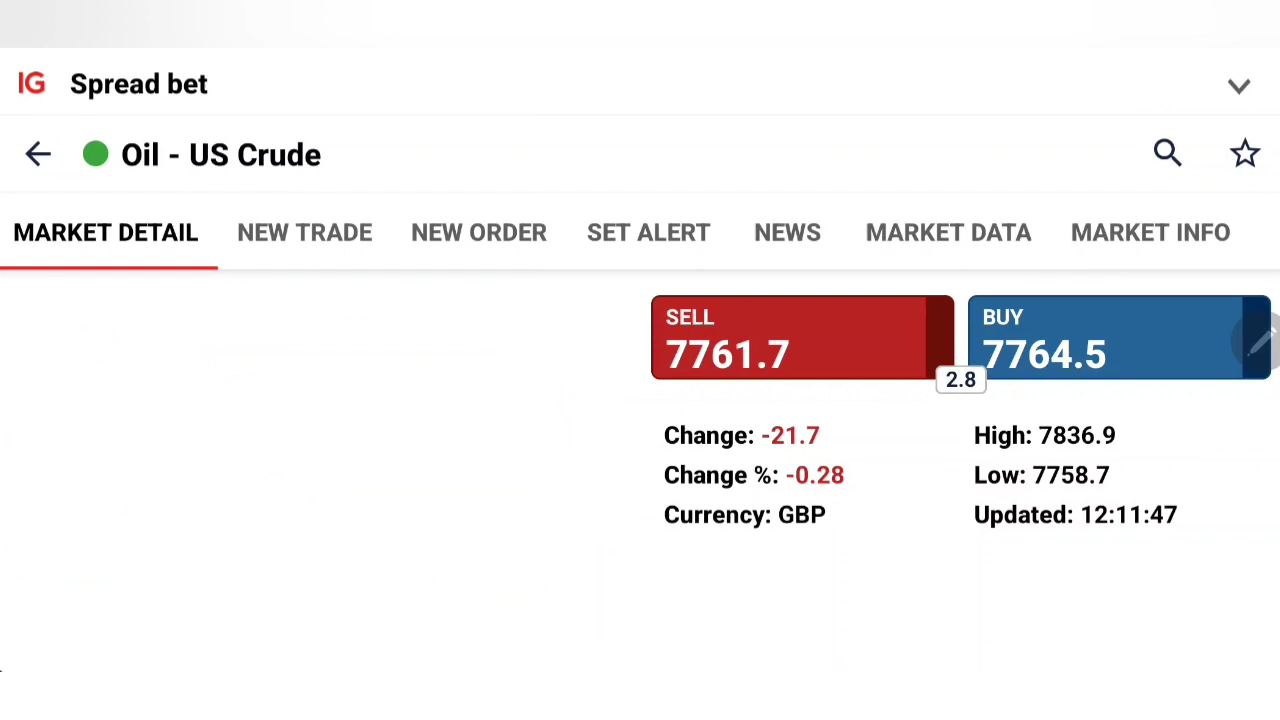 IG Spread bet
Oil - US Crude
MARKET DETAIL NEW TRADE NEW ORDER SET ALERT NEWS MARKET DATA MARKET INFO
SELL BUY
7761.7 7764.5
2.8
Change: -21.7 High: 7836.9
Change %: -0.28 Low: 7758.7
Currency: GBP Updated: 12:11:47